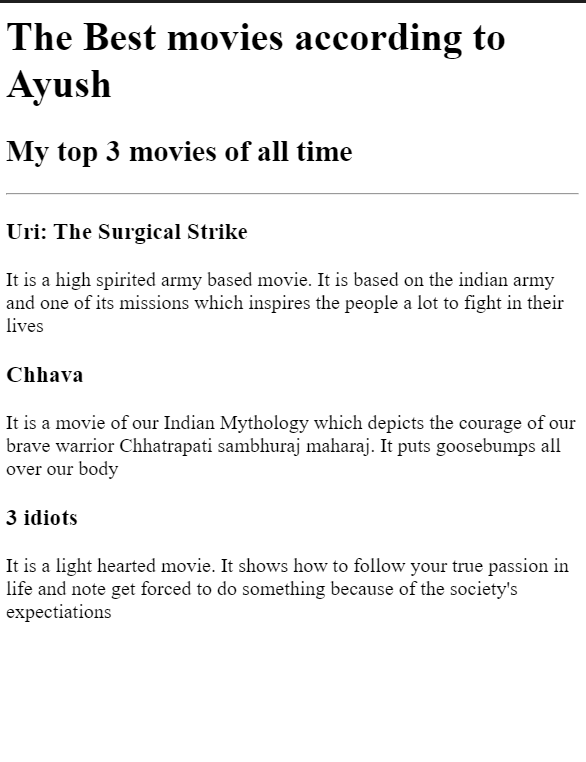 The Best movies according to
Ayush
My top 3 movies of all time
Uri: The Surgical Strike
It is a high spirited army based movie. It is based on the indian army
and one of its missions which inspires the people a lot to fight in their
lives
Chhava
It is a movie of our Indian Mythology which depicts the courage of our
brave warrior Chhatrapati sambhuraj maharaj. It puts goosebumps all
over our body
3 idiots
It is a light hearted movie. It shows how to follow your true passion in
life and note get forced to do something because of the society's
expectiations